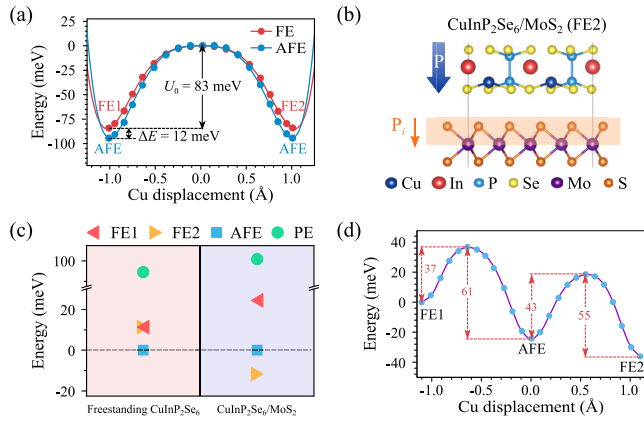 (a)
FE
AFE
25
0
-25
-50
-75
-100
Energy (meV)
U₀ = 83 meV
FE1
FE2
ΔE = 12 meV
AFE
AFE
-1.0 -0.5 0.0 0.5 1.0
Cu displacement (Å)
(b)
CuInP₂Se₆/MoS₂ (FE2)
P
Pᵢ
Cu In P Se Mo S
(c)
FE1 FE2 AFE PE
100
20
0
-20
Energy (meV)
Freestanding CuInP₂Se₆
CuInP₂Se₆/MoS₂
(d)
40
20
0
-20
-40
Energy (meV)
37
61
43
55
FE1
AFE
FE2
-1.0 -0.5 0.0 0.5 1.0
Cu displacement (Å)